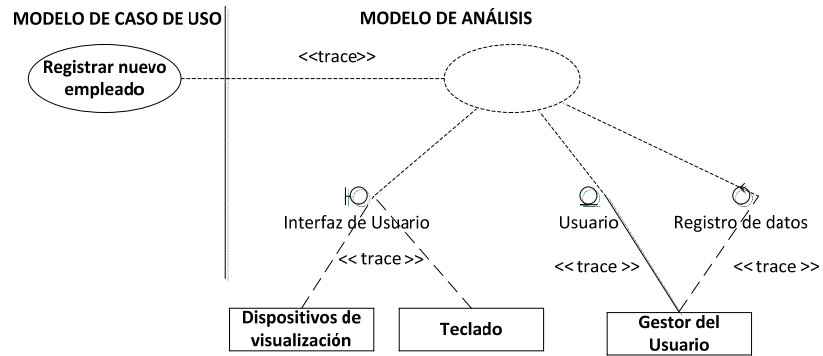 MODELO DE CASO DE USO
MODELO DE ANÁLISIS
<<trace>>
Registrar nuevo
empleado
Interfaz de Usuario
Usuario
Registro de datos
<< trace >>
<< trace >>
<< trace >>
Dispositivos de
visualización
Teclado
Gestor del
Usuario